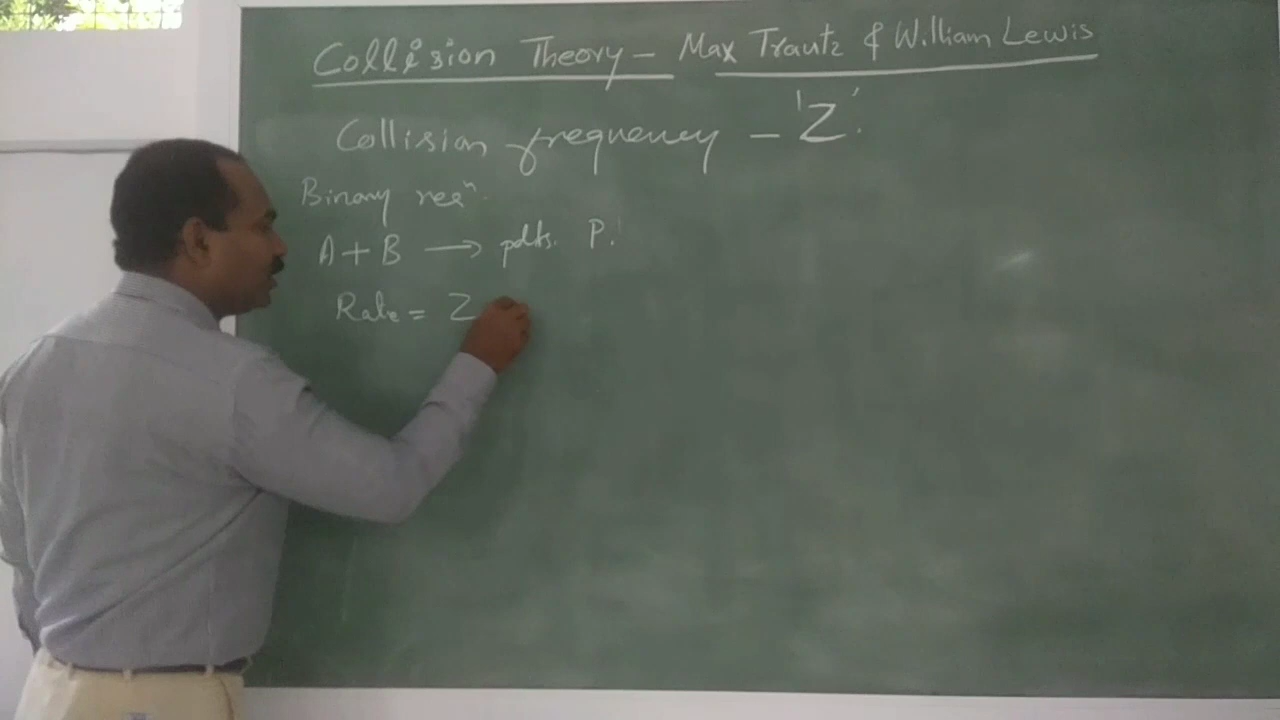 Collision Theory - Max Trautz & William Lewis
Collision frequency - 'Z'.
Binary reaⁿ.
A + B ⟶ pdts. P.
Rate = Z